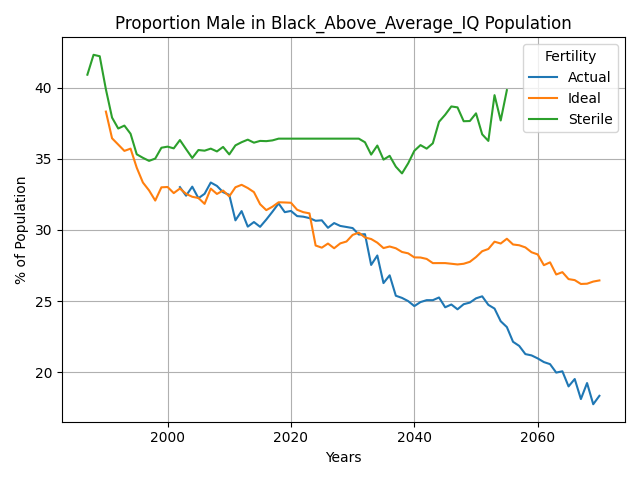 Proportion Male in Black_Above_Average_IQ Population
% of Population
40
35
30
25
20
Fertility
Actual
Ideal
Sterile
2000
2020
2040
2060
Years